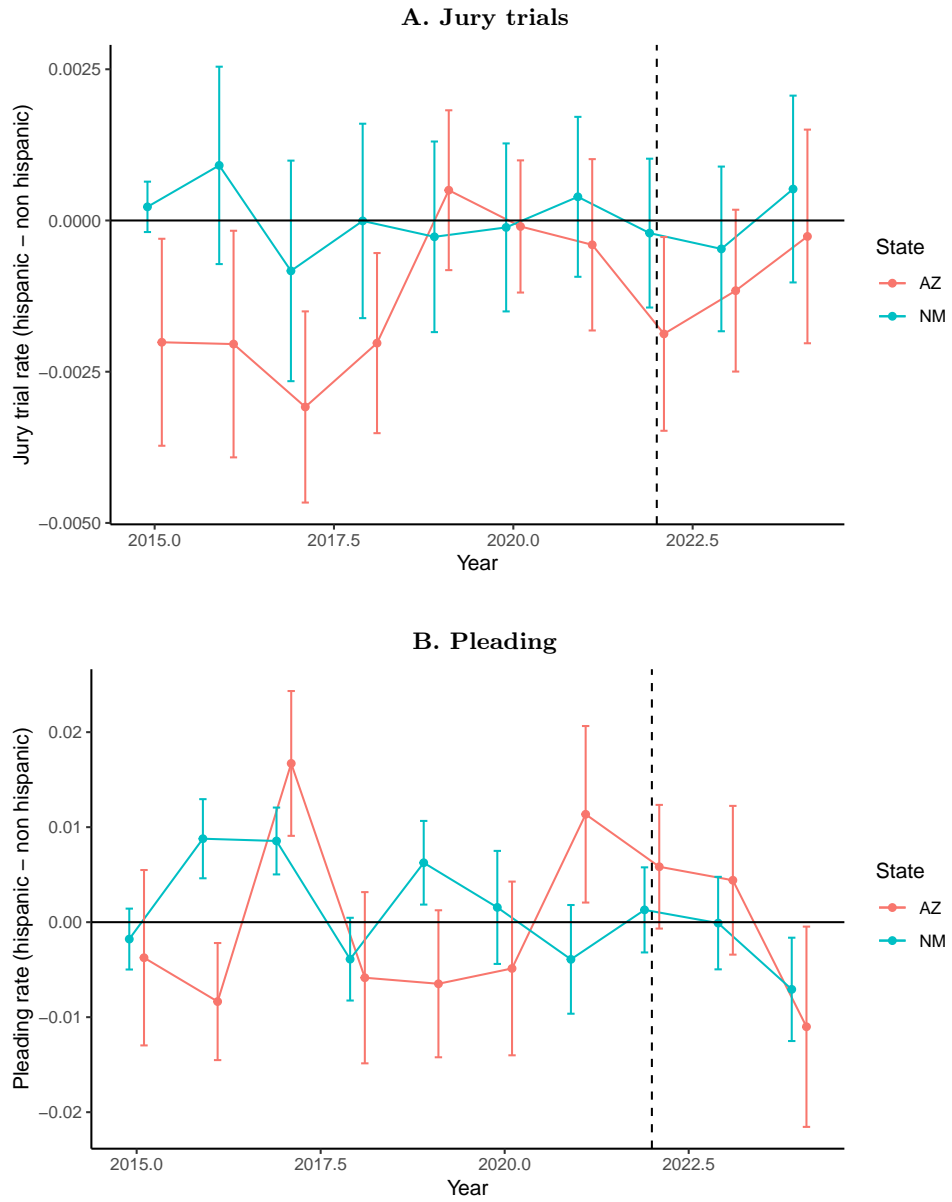 A. Jury trials
Jury trial rate (hispanic – non hispanic)
0.0025
0.0000
−0.0025
−0.0050
2015.0 2017.5 2020.0 2022.5
Year
State
AZ
NM
B. Pleading
Pleading rate (hispanic – non hispanic)
0.02
0.01
0.00
−0.01
−0.02
2015.0 2017.5 2020.0 2022.5
Year
State
AZ
NM